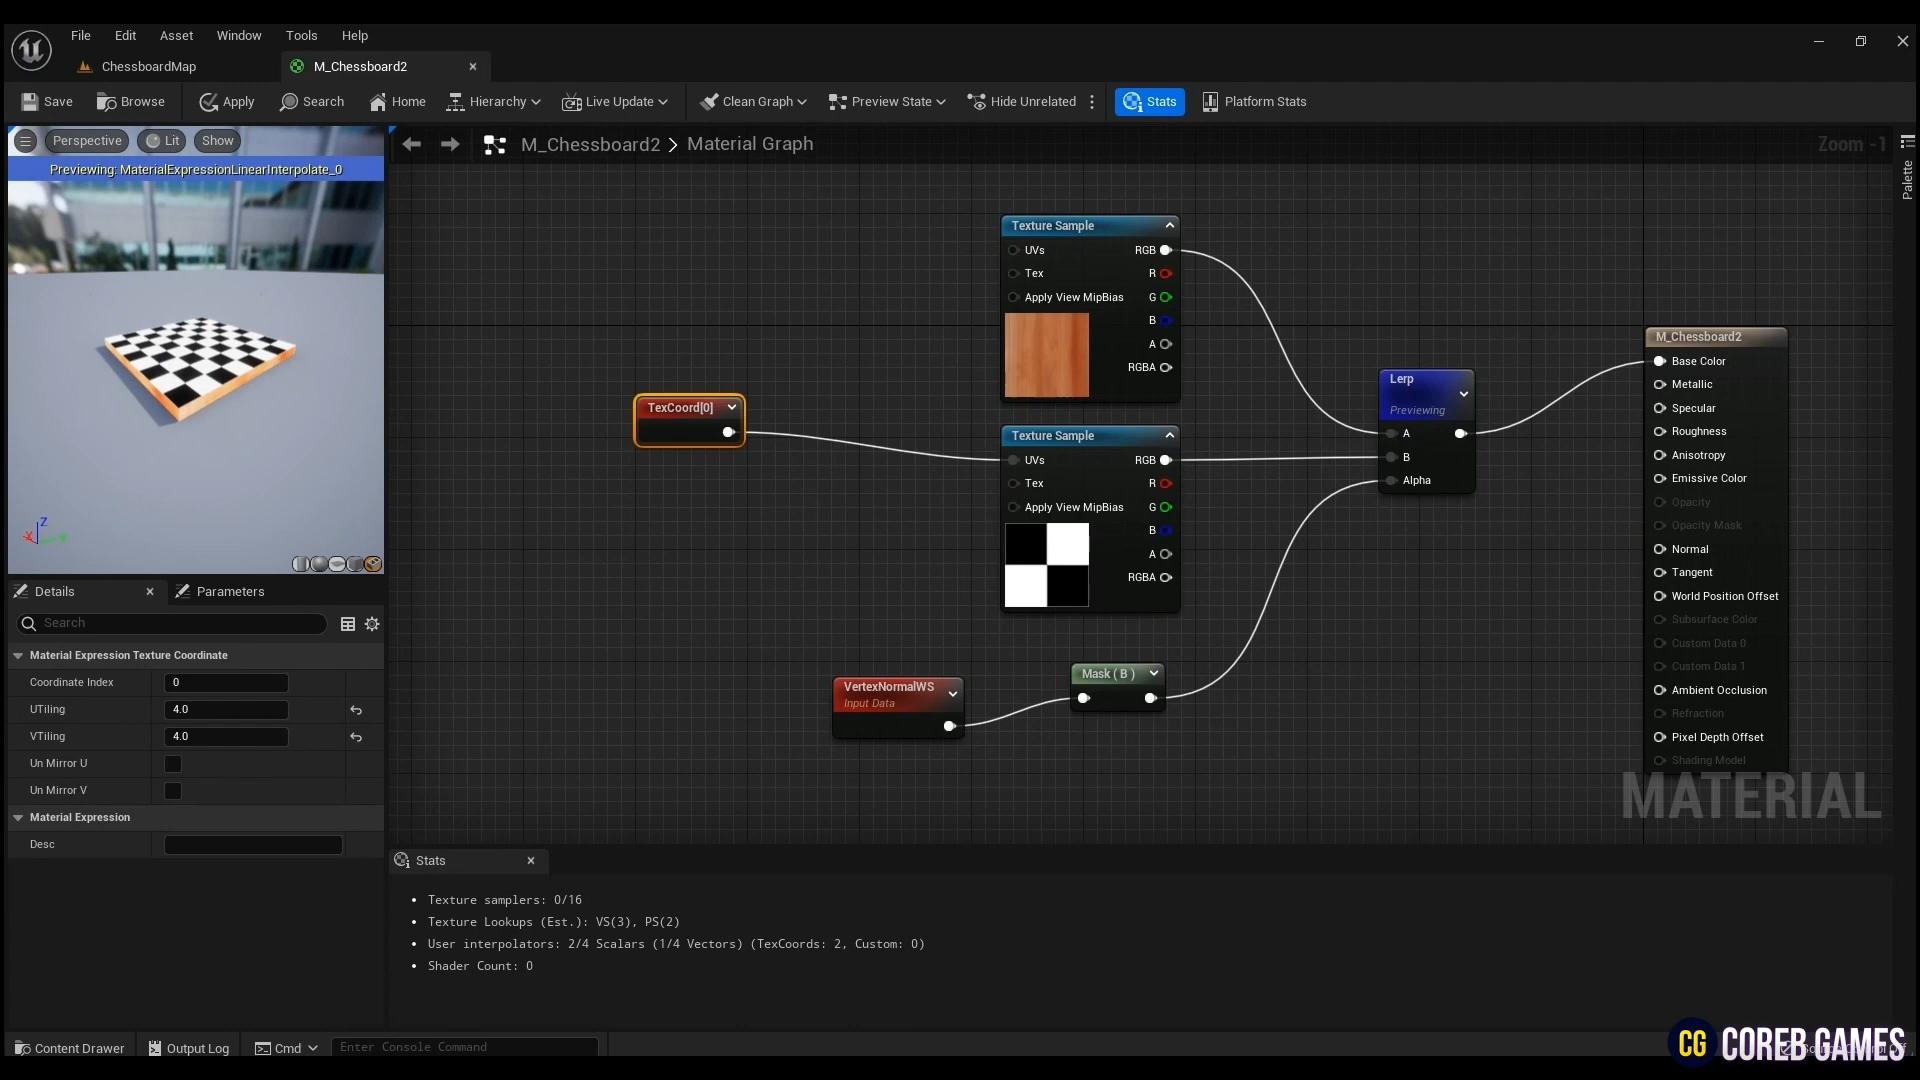 File Edit Asset Window Tools Help
ChessboardMap M_Chessboard2
Save Browse Apply Search Home Hierarchy Live Update Clean Graph Preview State Hide Unrelated Stats Platform Stats
Perspective Lit Show
Previewing: MaterialExpressionLinearInterpolate_0
M_Chessboard2 Material Graph
Zoom -1
Palette
Texture Sample
UVs RGB
Tex R
Apply View MipBias G
B
A
RGBA
TexCoord[0]
Texture Sample
UVs RGB
Tex R
Apply View MipBias G
B
A
RGBA
VertexNormalWS
Input Data
Mask ( B )
Lerp
Previewing
A
B
Alpha
M_Chessboard2
Base Color
Metallic
Specular
Roughness
Anisotropy
Emissive Color
Opacity
Opacity Mask
Normal
Tangent
World Position Offset
Subsurface Color
Custom Data 0
Custom Data 1
Ambient Occlusion
Refraction
Pixel Depth Offset
Shading Model
MATERIAL
Z
X
Y
Details Parameters
Search
Material Expression Texture Coordinate
Coordinate Index 0
UTiling 4.0
VTiling 4.0
Un Mirror U
Un Mirror V
Material Expression
Desc
Stats
• Texture samplers: 0/16
• Texture Lookups (Est.): VS(3), PS(2)
• User interpolators: 2/4 Scalars (1/4 Vectors) (TexCoords: 2, Custom: 0)
• Shader Count: 0
Content Drawer Output Log Cmd Enter Console Command
CG COREB GAMES